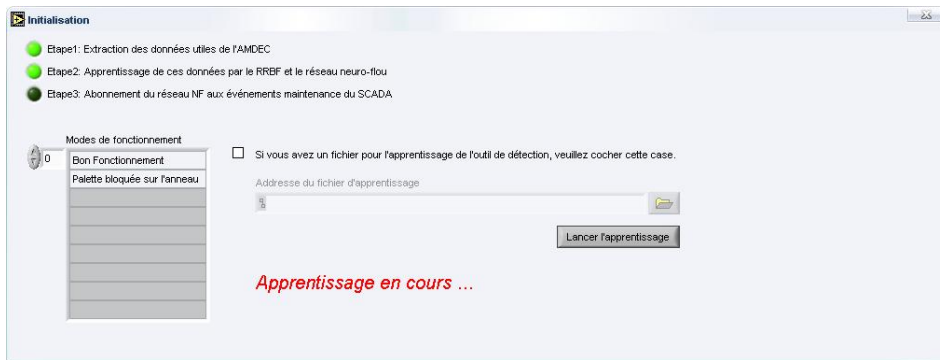 Initialisation
Etape1: Extraction des données utiles de l'AMDEC
Etape2: Apprentissage de ces données par le RRBF et le réseau neuro-flou
Etape3: Abonnement du réseau NF aux événements maintenance du SCADA
Modes de fonctionnement
0
Bon Fonctionnement
Palette bloquée sur l'anneau
Si vous avez un fichier pour l'apprentissage de l'outil de détection, veuillez cocher cette case.
Addresse du fichier d'apprentissage
Lancer l'apprentissage
Apprentissage en cours ...